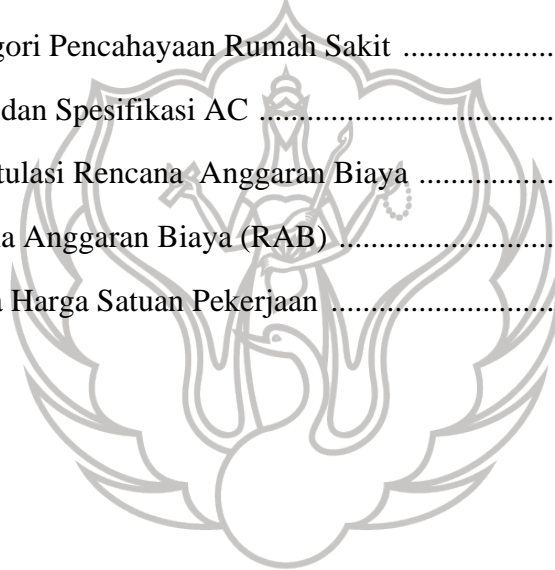 gori Pencahayaan Rumah Sakit ..................
dan Spesifikasi AC ...................................
tulasi Rencana  Anggaran Biaya ................
a Anggaran Biaya (RAB) ..........................
Harga Satuan Pekerjaan ...........................